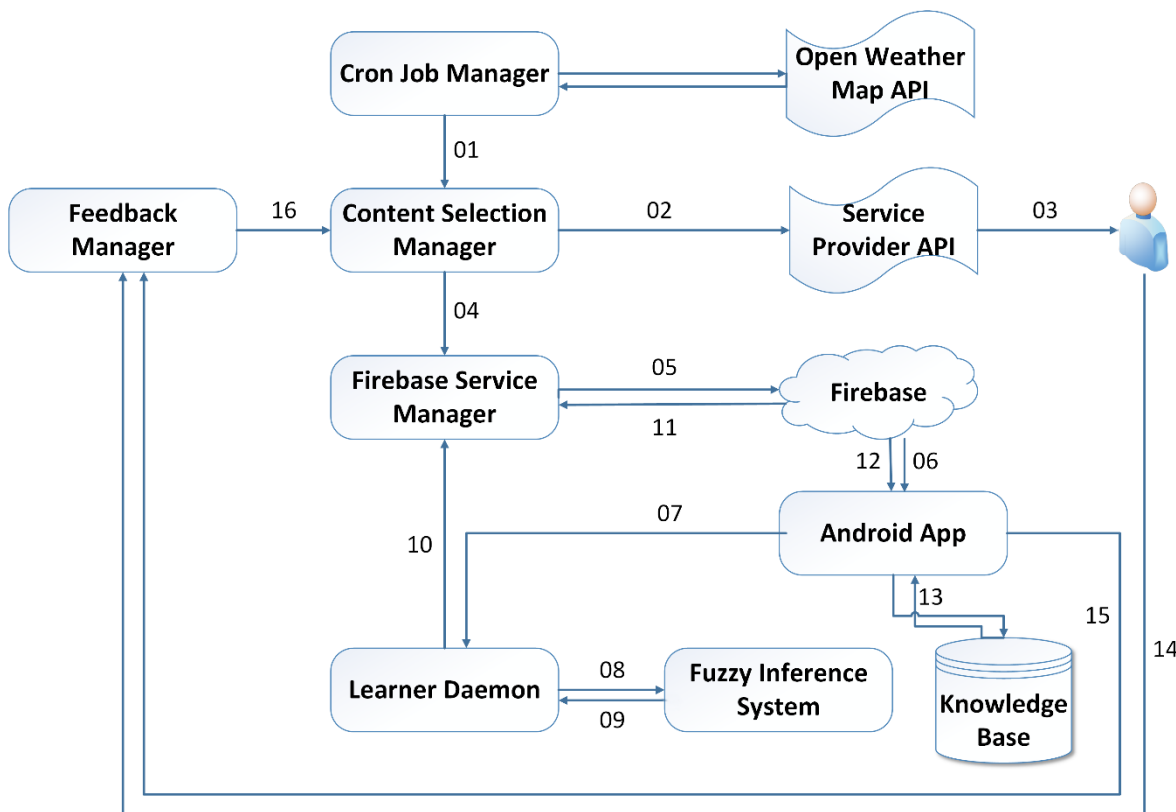 Cron Job Manager
Open Weather
Map API
01
Feedback
Manager
16
Content Selection
Manager
02
Service
Provider API
03
04
Firebase Service
Manager
05
11
Firebase
12
06
07
Android App
10
13
15
14
Learner Daemon
08
09
Fuzzy Inference
System
Knowledge
Base